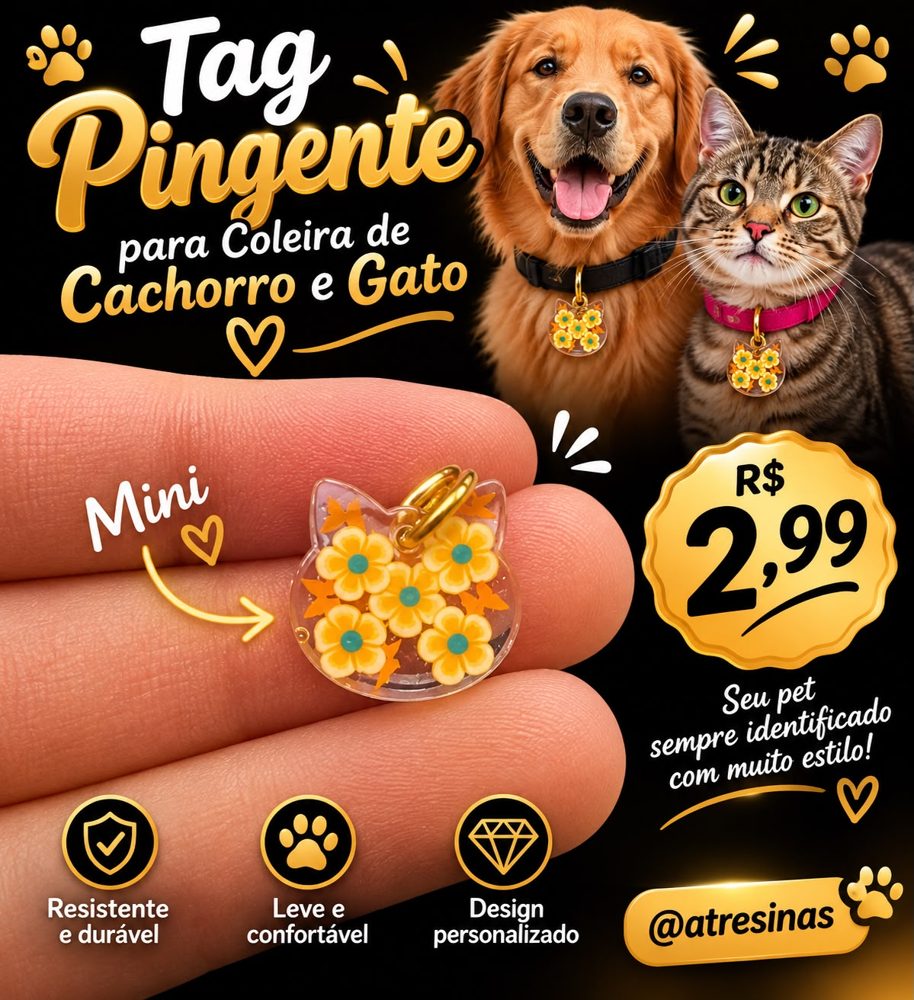 Tag
Pingente
para Coleira de
Cachorro e Gato
Mini
R$
2,99
Seu pet
sempre identificado
com muito estilo!
Resistente
e durável
Leve e
confortável
Design
personalizado
@atresinas